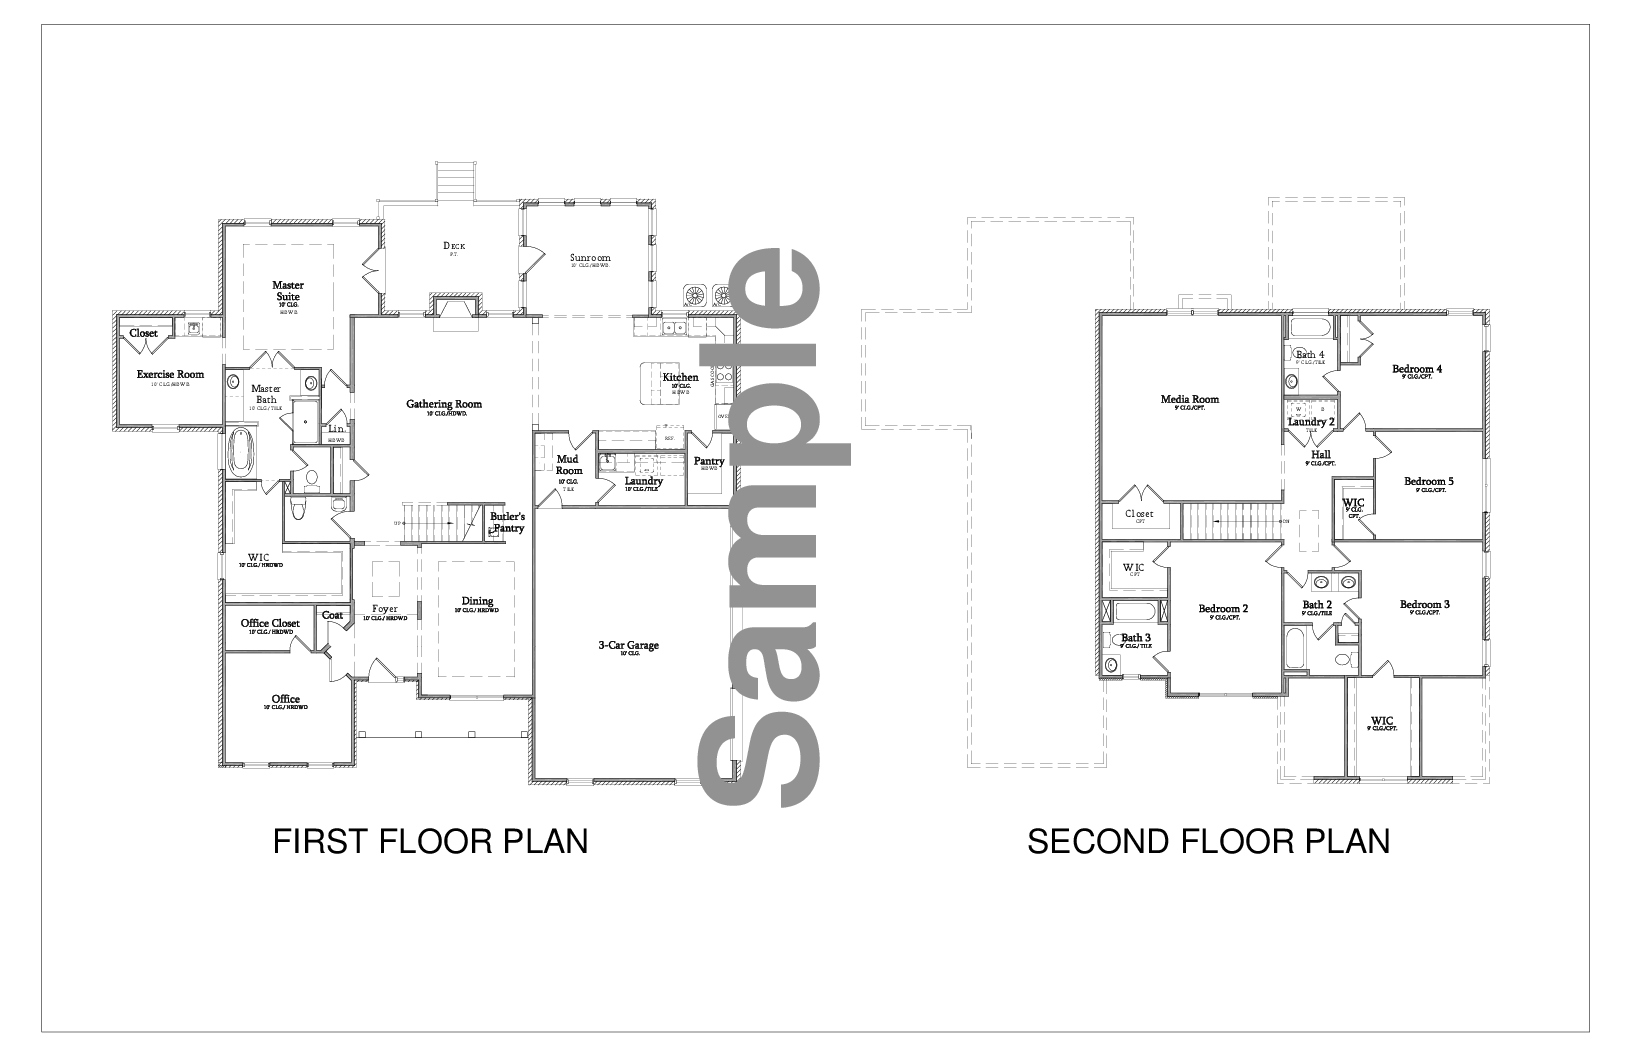 DECK
P.T.
Sunroom
10' CLG./HDWD.
Master
Suite
10' CLG.
HDWD.
Closet
Exercise Room
10' CLG./HDWD.
Master
Bath
10' CLG./TILE
Lin.
HDWD
Gathering Room
10' CLG./HDWD.
Kitchen
10' CLG.
HDWD.
REF.
Mud
Room
10' CLG.
TILE
Laundry
10' CLG./TILE
Pantry
HDWD
UP
Butler's
Pantry
WIC
10' CLG./ HRDWD
Foyer
10' CLG./ HRDWD
Dining
10' CLG./ HRDWD
Coat
Office Closet
10' CLG./ HRDWD
Office
10' CLG./ HRDWD
3-Car Garage
10' CLG.
Sample
FIRST FLOOR PLAN
Bath 4
9' CLG./TILE
Bedroom 4
9' CLG./CPT.
Media Room
9' CLG./CPT.
W
D
Laundry 2
TILE
Hall
9' CLG./CPT.
Bedroom 5
9' CLG./CPT.
WIC
9' CLG.
CPT.
Closet
CPT
DN
WIC
CPT
Bedroom 2
9' CLG./CPT.
Bath 2
9' CLG./TILE
Bedroom 3
9' CLG./CPT.
Bath 3
9' CLG./ TILE
WIC
9' CLG./CPT.
SECOND FLOOR PLAN